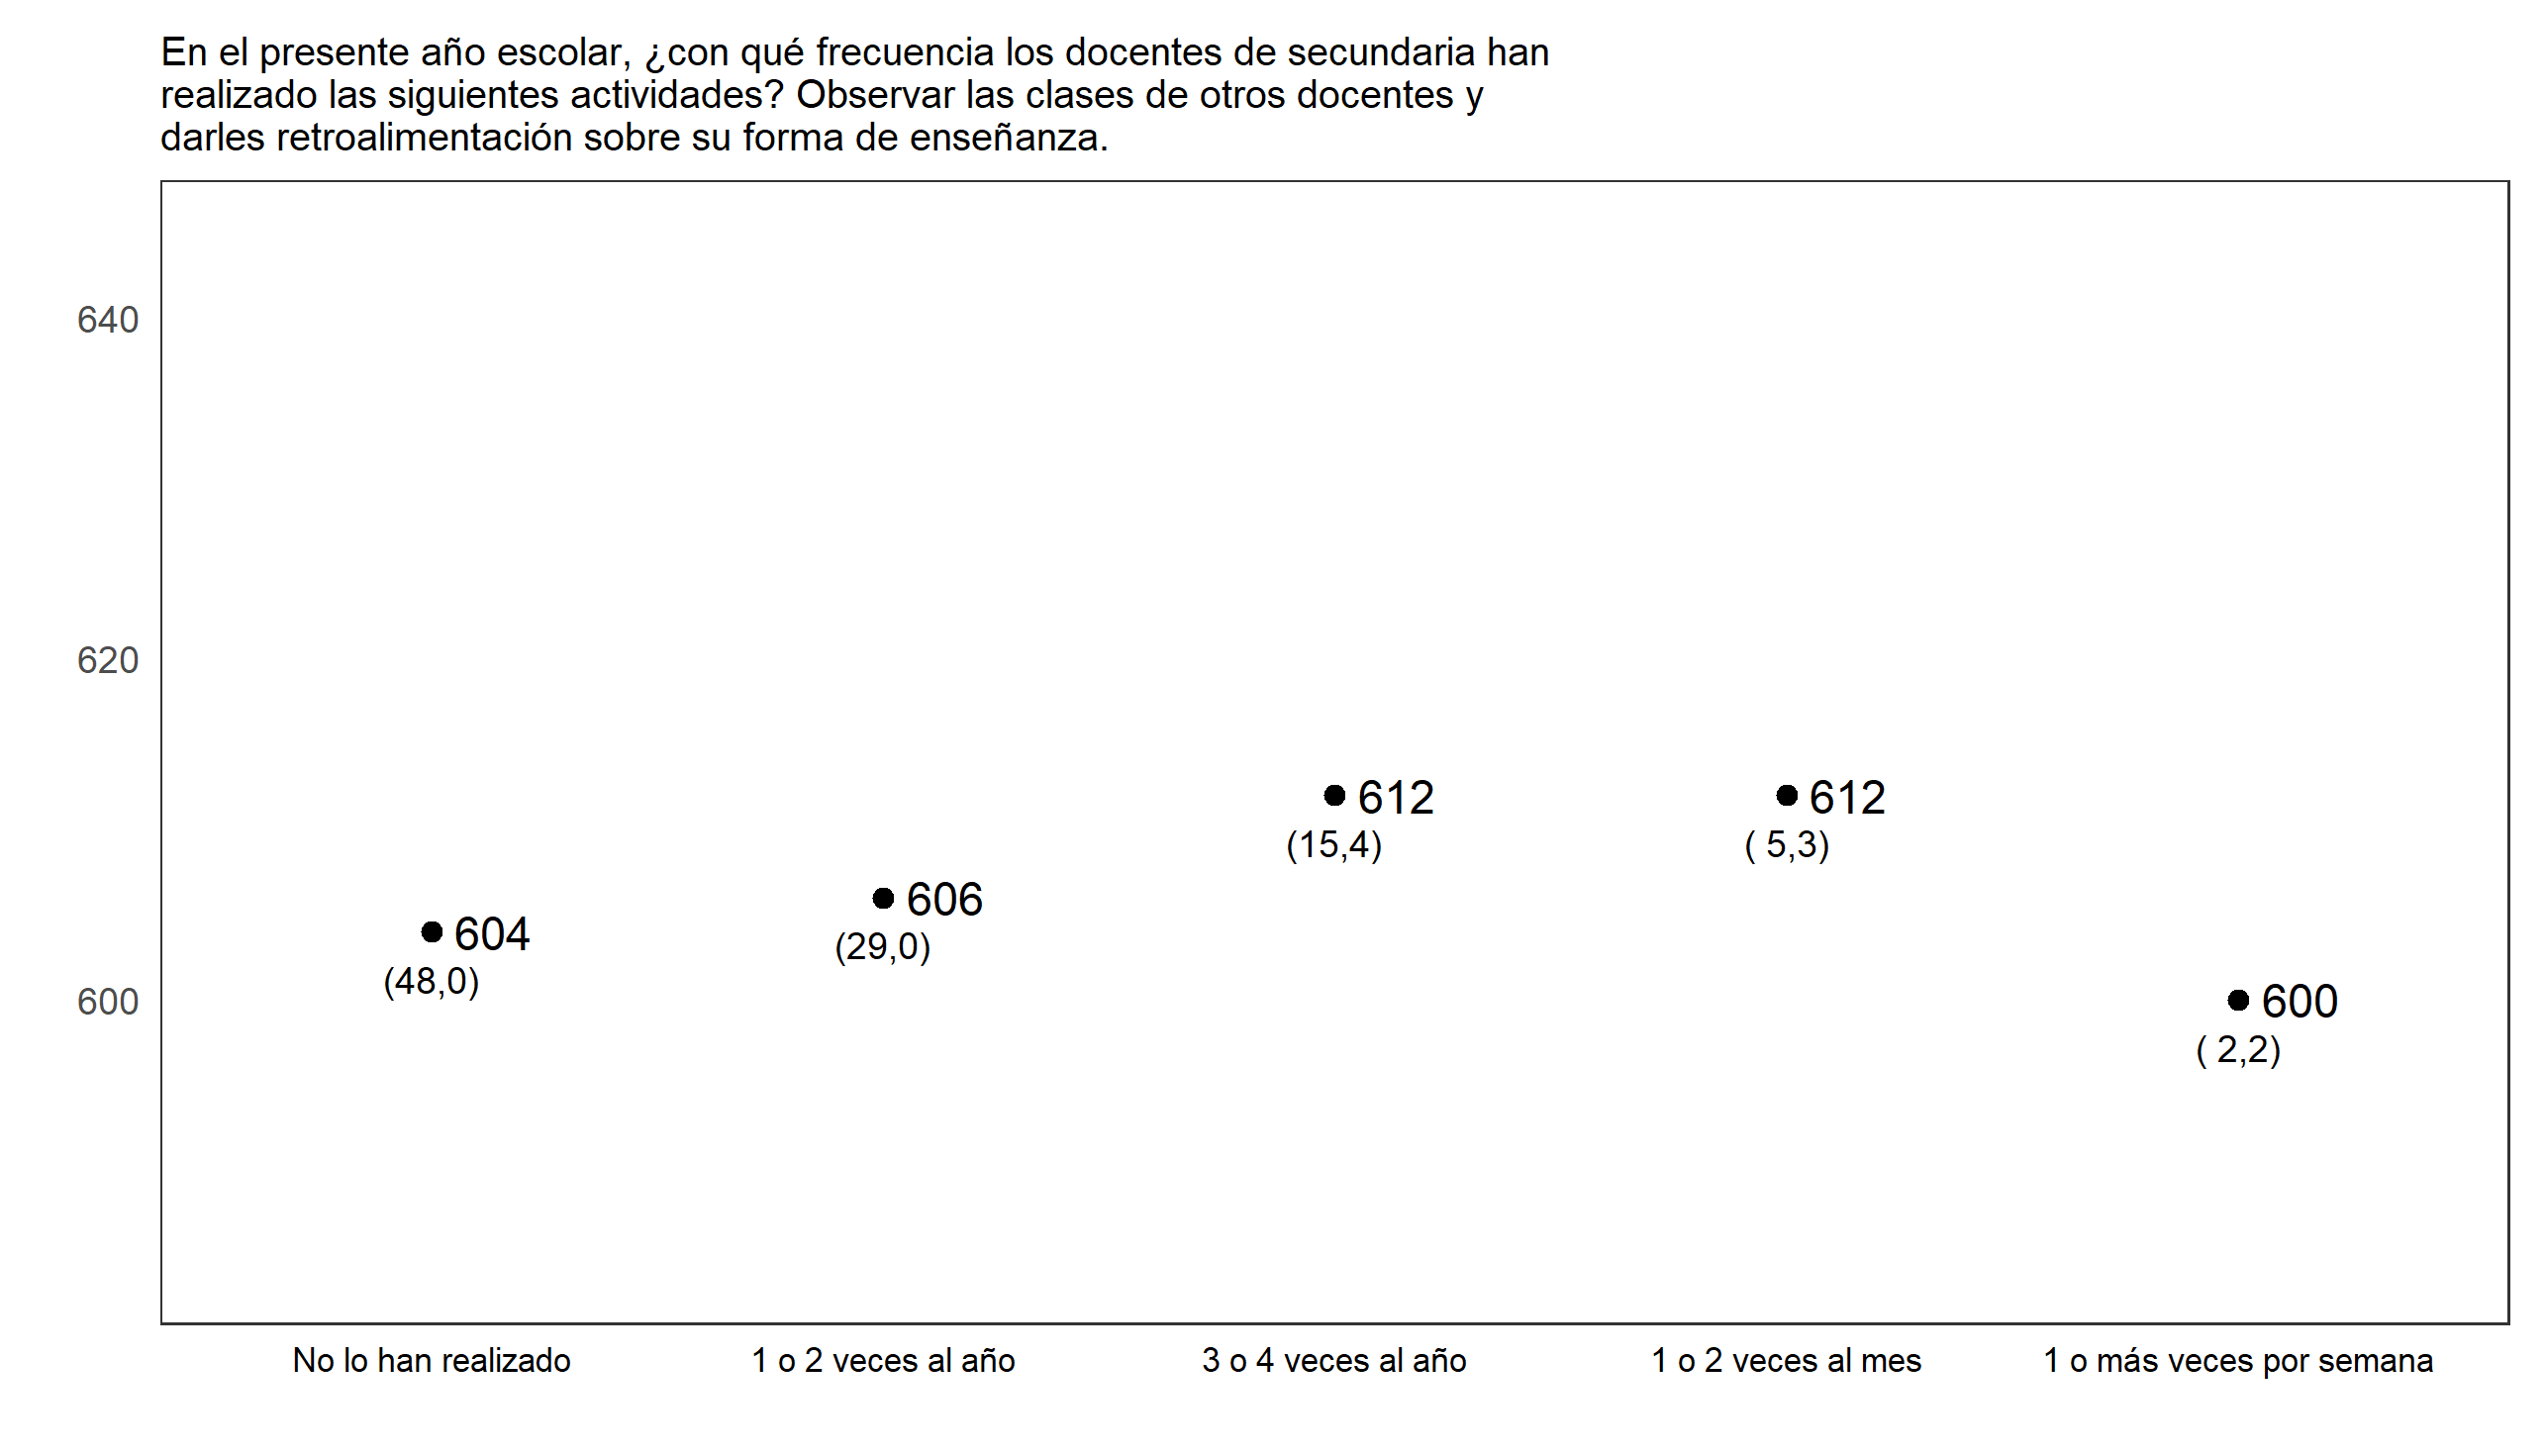 En el presente año escolar, ¿con qué frecuencia los docentes de secundaria han
realizado las siguientes actividades? Observar las clases de otros docentes y
darles retroalimentación sobre su forma de enseñanza.
640
620
600
604
(48,0)
606
(29,0)
612
(15,4)
612
( 5,3)
600
( 2,2)
No lo han realizado
1 o 2 veces al año
3 o 4 veces al año
1 o 2 veces al mes
1 o más veces por semana